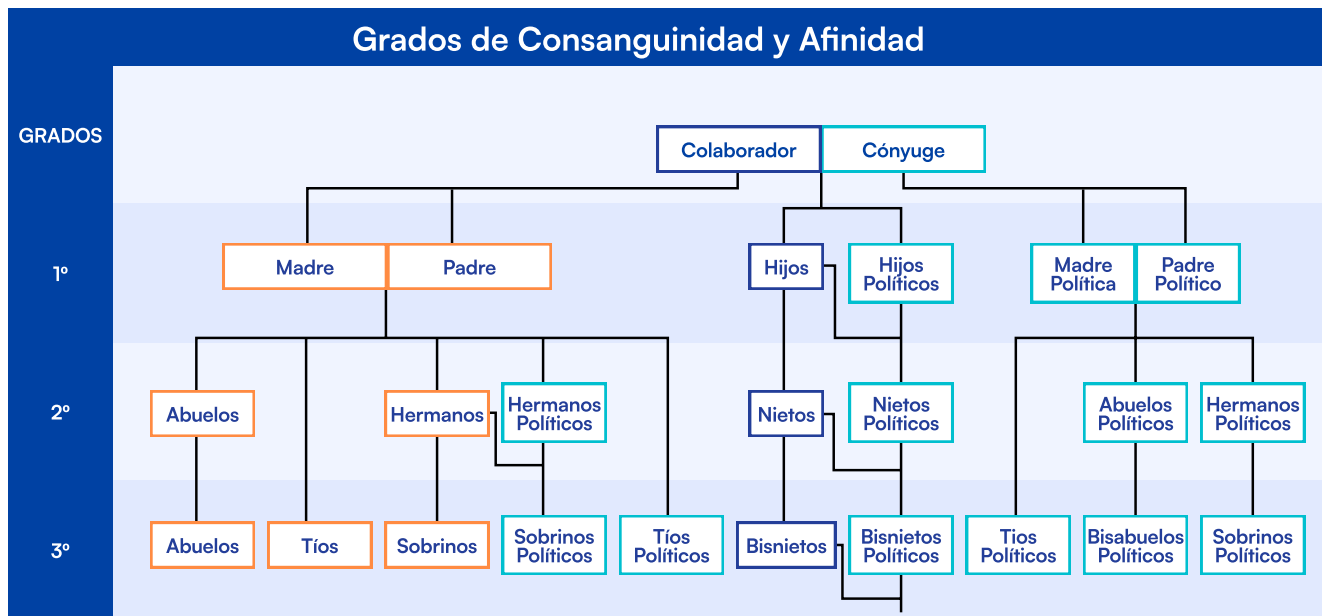 Grados de Consanguinidad y Afinidad
GRADOS
Colaborador
Cónyuge
1º
Madre
Padre
Hijos
Hijos
Políticos
Madre
Política
Padre
Político
2º
Abuelos
Hermanos
Hermanos
Políticos
Nietos
Nietos
Políticos
Abuelos
Políticos
Hermanos
Políticos
3º
Abuelos
Tíos
Sobrinos
Sobrinos
Políticos
Tíos
Políticos
Bisnietos
Bisnietos
Políticos
Tios
Políticos
Bisabuelos
Políticos
Sobrinos
Políticos